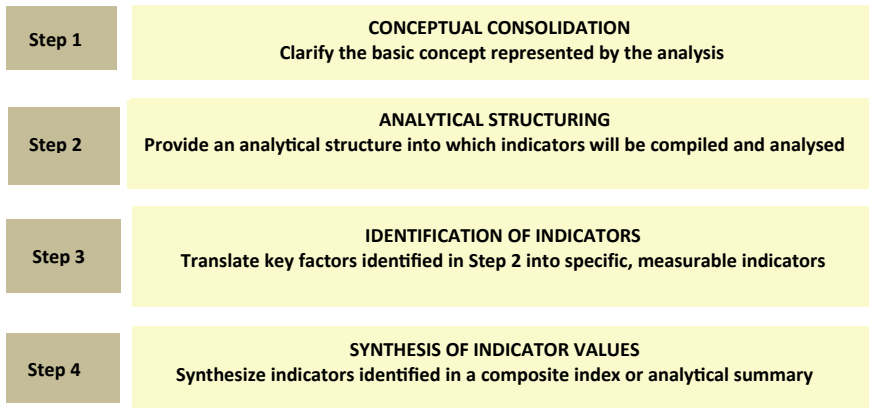 Step 1
CONCEPTUAL CONSOLIDATION
Clarify the basic concept represented by the analysis
Step 2
ANALYTICAL STRUCTURING
Provide an analytical structure into which indicators will be compiled and analysed
Step 3
IDENTIFICATION OF INDICATORS
Translate key factors identified in Step 2 into specific, measurable indicators
Step 4
SYNTHESIS OF INDICATOR VALUES
Synthesize indicators identified in a composite index or analytical summary